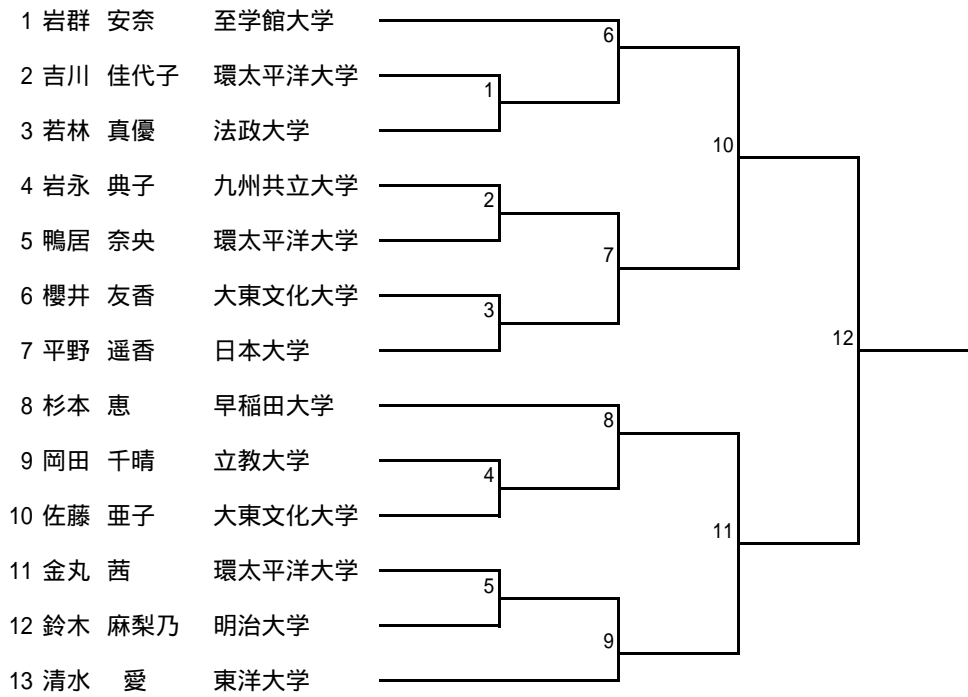 1 岩群 安奈 至学館大学
6
2 吉川 佳代子 環太平洋大学
1
3 若林 真優 法政大学
10
4 岩永 典子 九州共立大学
2
5 鴨居 奈央 環太平洋大学
7
6 櫻井 友香 大東文化大学
3
12
7 平野 遥香 日本大学
8 杉本 恵 早稲田大学
8
9 岡田 千晴 立教大学
4
10 佐藤 亜子 大東文化大学
11
11 金丸 茜 環太平洋大学
5
12 鈴木 麻梨乃 明治大学
9
13 清水 愛 東洋大学